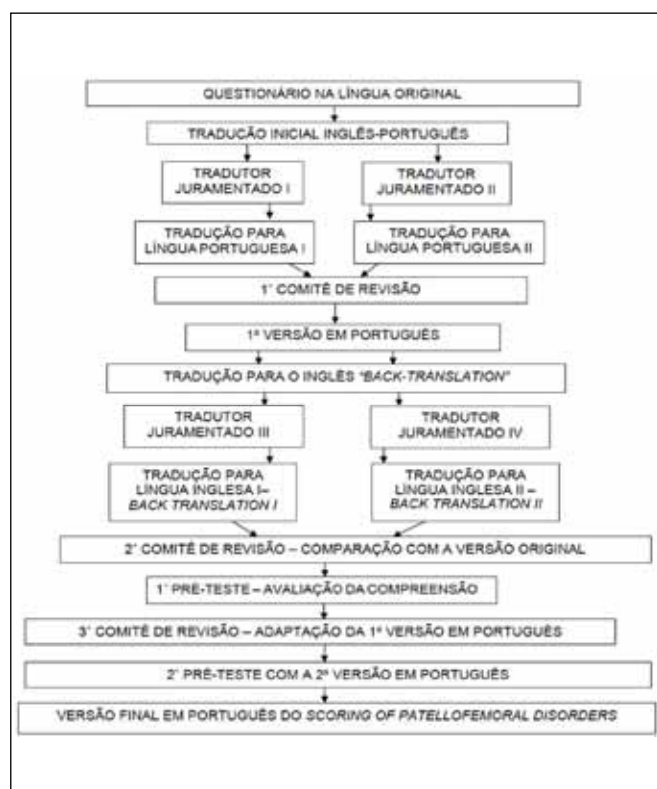 QUESTIONÁRIO NA LÍNGUA ORIGINAL
TRADUÇÃO INICIAL INGLÊS-PORTUGUÊS
TRADUTOR
JURAMENTADO I
TRADUTOR
JURAMENTADO II
TRADUÇÃO PARA
LÍNGUA PORTUGUESA I
TRADUÇÃO PARA
LÍNGUA PORTUGUESA II
1° COMITÊ DE REVISÃO
1ª VERSÃO EM PORTUGUÊS
TRADUÇÃO PARA O INGLÊS “BACK-TRANSLATION”
TRADUTOR
JURAMENTADO III
TRADUTOR
JURAMENTADO IV
TRADUÇÃO PARA
LÍNGUA INGLESA I–
BACK TRANSLATION I
TRADUÇÃO PARA
LÍNGUA INGLESA II –
BACK TRANSLATION II
2° COMITÊ DE REVISÃO – COMPARAÇÃO COM A VERSÃO ORIGINAL
1° PRÉ-TESTE – AVALIAÇÃO DA COMPREENSÃO
3° COMITÊ DE REVISÃO – ADAPTAÇÃO DA 1ª VERSÃO EM PORTUGUÊS
2° PRÉ-TESTE COM A 2ª VERSÃO EM PORTUGUÊS
VERSÃO FINAL EM PORTUGUÊS DO SCORING OF PATELLOFEMORAL DISORDERS